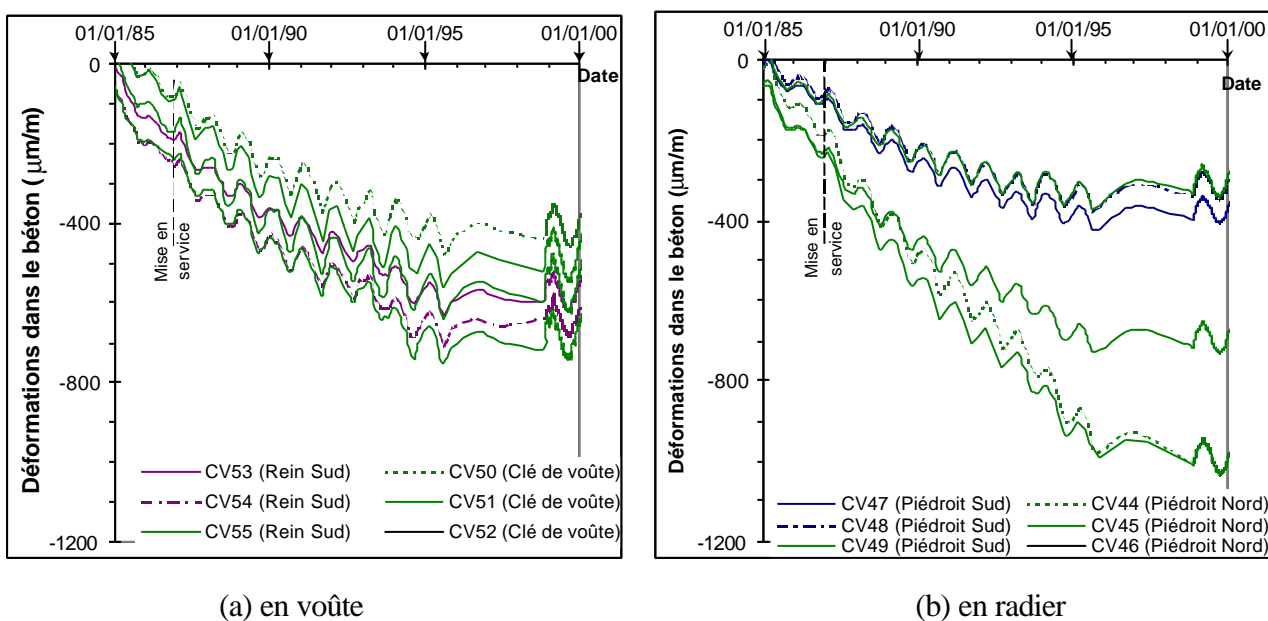 01/01/85 01/01/90 01/01/95 01/01/00
Date
0
-400
-800
-1200
Déformations dans le béton (µm/m)
Mise en
service
CV53 (Rein Sud)
CV54 (Rein Sud)
CV55 (Rein Sud)
CV50 (Clé de voûte)
CV51 (Clé de voûte)
CV52 (Clé de voûte)
(a) en voûte
01/01/85 01/01/90 01/01/95 01/01/00
Date
0
-400
-800
-1200
Déformations dans le béton (µm/m)
Mise en
service
CV47 (Piédroit Sud)
CV48 (Piédroit Sud)
CV49 (Piédroit Sud)
CV44 (Piédroit Nord)
CV45 (Piédroit Nord)
CV46 (Piédroit Nord)
(b) en radier